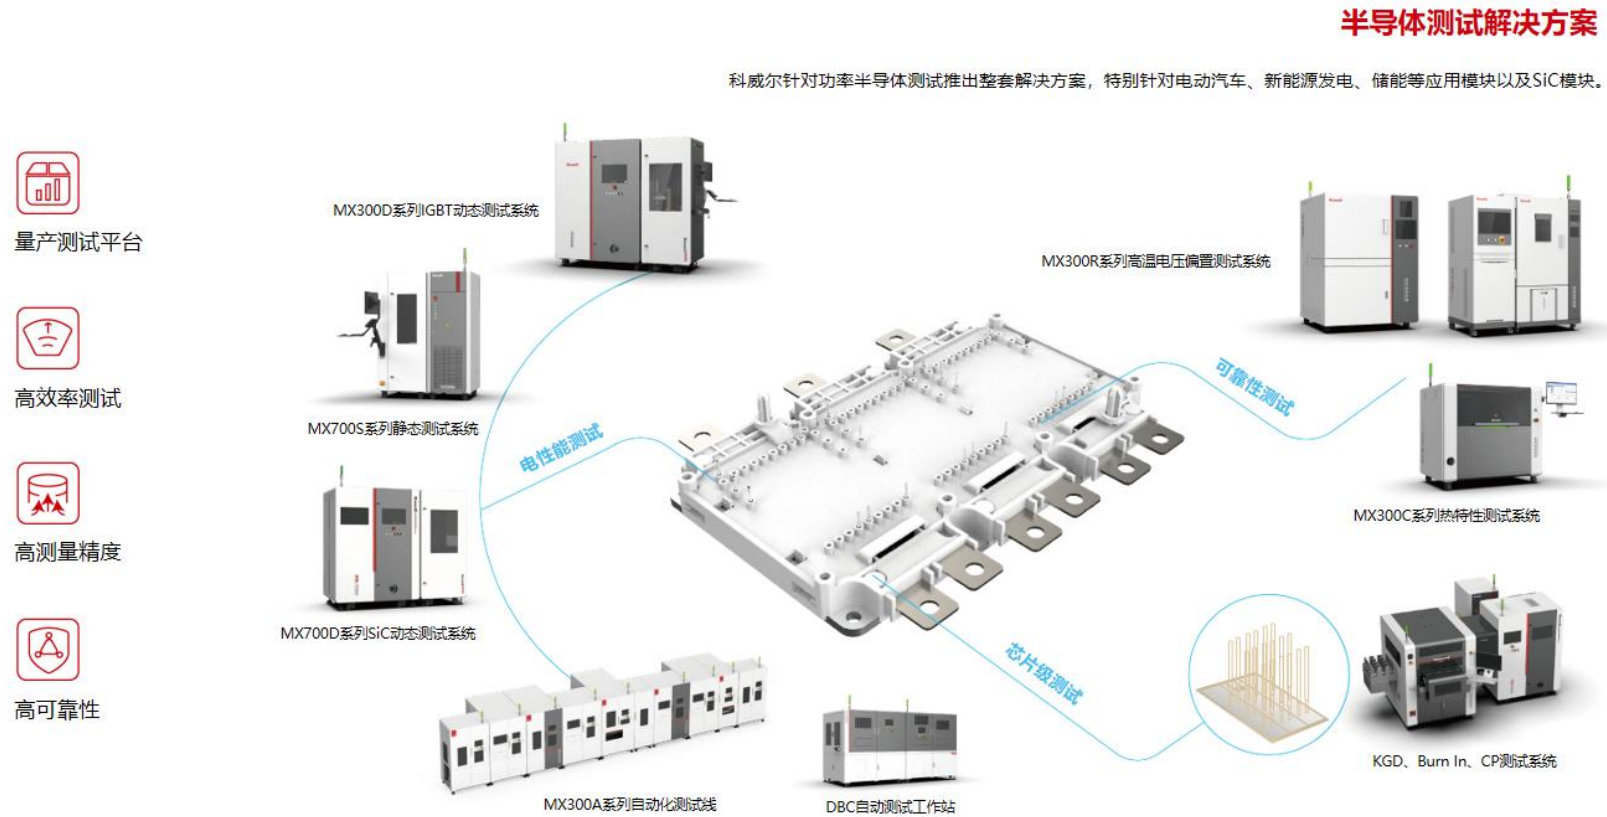 半导体测试解决方案
科威尔针对功率半导体测试推出整套解决方案，特别针对电动汽车、新能源发电、储能等应用模块以及SiC模块。
量产测试平台
高效率测试
高测量精度
高可靠性
MX300D系列IGBT动态测试系统
MX700S系列静态测试系统
电性能测试
MX700D系列SiC动态测试系统
MX300A系列自动化测试线
DBC自动测试工作站
MX300R系列高温电压偏置测试系统
可靠性测试
MX300C系列热特性测试系统
芯片级测试
KGD、Burn In、CP测试系统